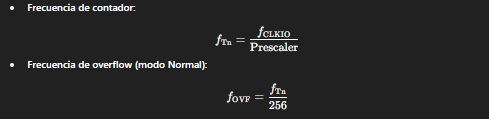 • Frecuencia de contador:
f_Tn = f_CLKIO / Prescaler
• Frecuencia de overflow (modo Normal):
f_OVF = f_Tn / 256